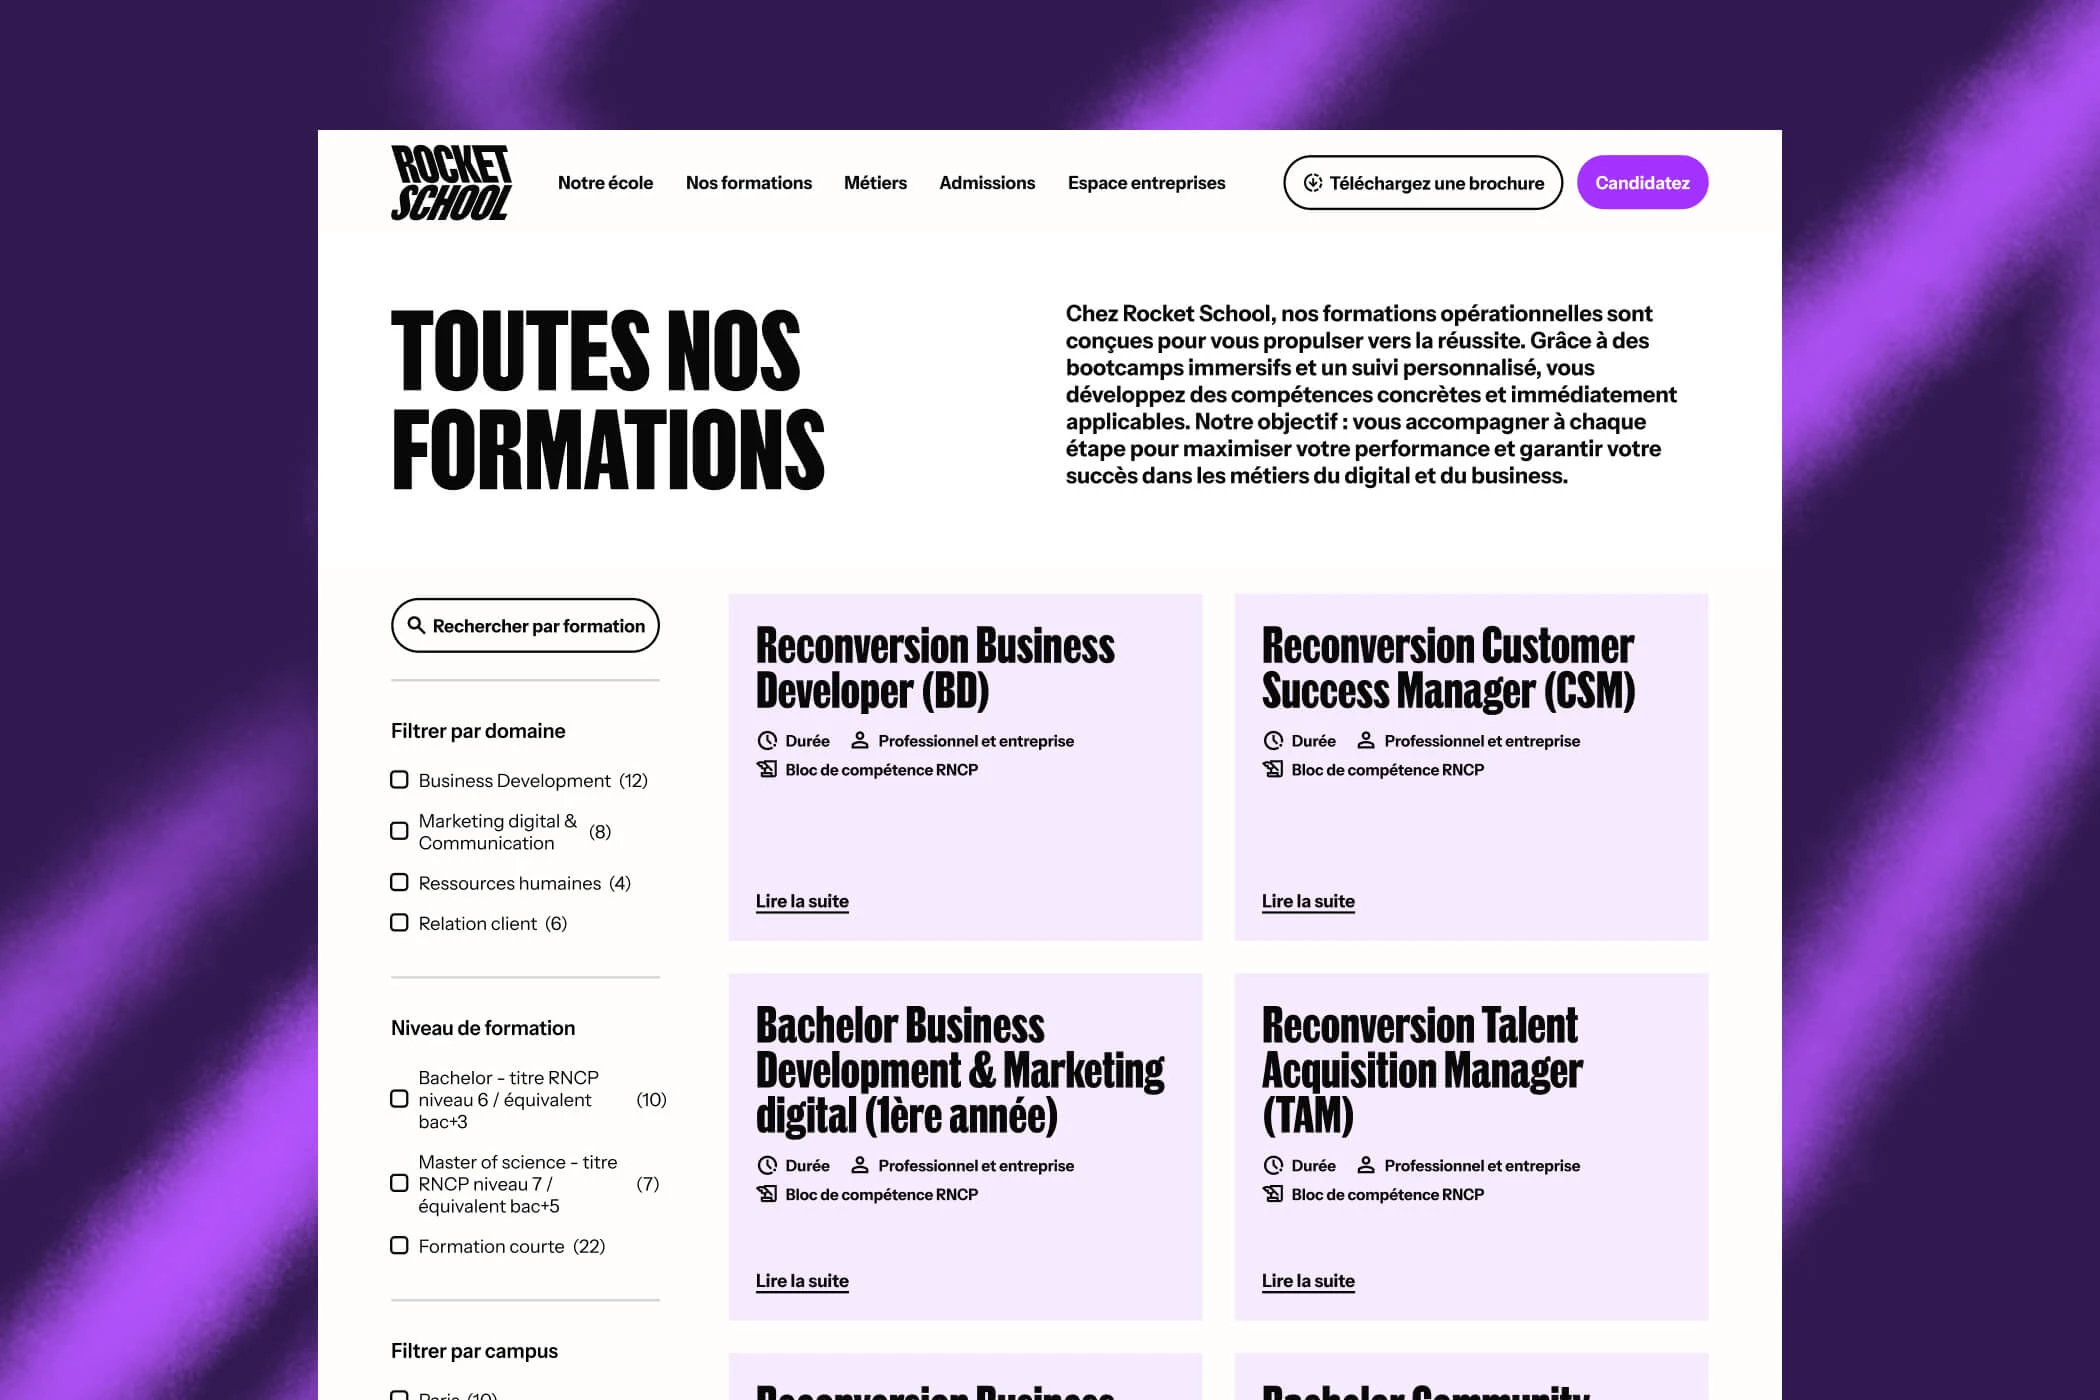 ROCKET
SCHOOL
Notre école
Nos formations
Métiers
Admissions
Espace entreprises
Téléchargez une brochure
Candidatez
TOUTES NOS
FORMATIONS
Chez Rocket School, nos formations opérationnelles sont
conçues pour vous propulser vers la réussite. Grâce à des
bootcamps immersifs et un suivi personnalisé, vous
développez des compétences concrètes et immédiatement
applicables. Notre objectif : vous accompagner à chaque
étape pour maximiser votre performance et garantir votre
succès dans les métiers du digital et du business.
Rechercher par formation
Filtrer par domaine
Business Development (12)
Marketing digital &
Communication (8)
Ressources humaines (4)
Relation client (6)
Niveau de formation
Bachelor - titre RNCP
niveau 6 / équivalent (10)
bac+3
Master of science - titre
RNCP niveau 7 / (7)
équivalent bac+5
Formation courte (22)
Filtrer par campus
Paris (10)
Reconversion Business
Developer (BD)
Durée Professionnel et entreprise
Bloc de compétence RNCP
Lire la suite
Reconversion Customer
Success Manager (CSM)
Durée Professionnel et entreprise
Bloc de compétence RNCP
Lire la suite
Bachelor Business
Development & Marketing
digital (1ère année)
Durée Professionnel et entreprise
Bloc de compétence RNCP
Lire la suite
Reconversion Talent
Acquisition Manager
(TAM)
Durée Professionnel et entreprise
Bloc de compétence RNCP
Lire la suite
Reconversion Business
Bachelor Community